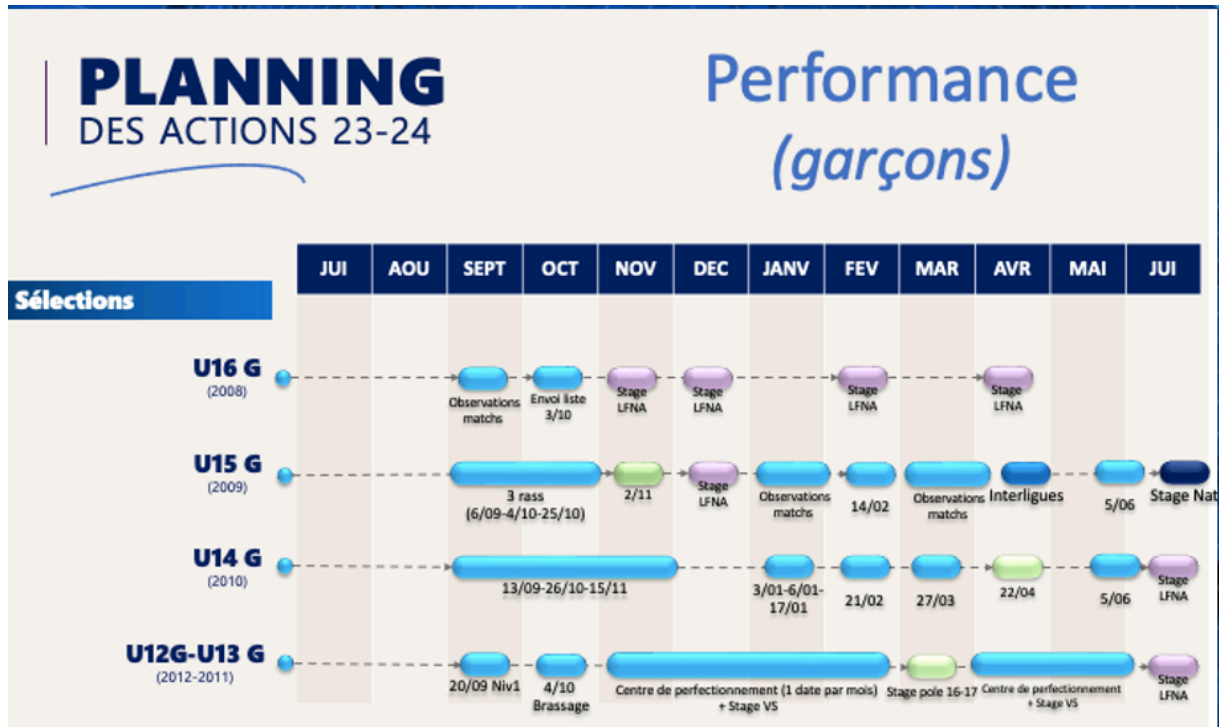 PLANNING
DES ACTIONS 23-24
Performance
(garçons)
JUI AOU SEPT OCT NOV DEC JANV FEV MAR AVR MAI JUI
Sélections
U16 G
(2008)
Observations
matchs
Envoi liste
3/10
Stage
LFNA
Stage
LFNA
Stage
LFNA
Stage
LFNA
U15 G
(2009)
3 rass
(6/09-4/10-25/10)
2/11
Stage
LFNA
Observations
matchs
14/02
Observations
matchs
Interligues
5/06
Stage Nat
U14 G
(2010)
13/09-26/10-15/11
3/01-6/01-
17/01
21/02
27/03
22/04
5/06
Stage
LFNA
U12G-U13 G
(2012-2011)
20/09 Niv1
4/10
Brassage
Centre de perfectionnement (1 date par mois)
+ Stage VS
Stage pole 16-17
Centre de perfectionnement
+ Stage VS
Stage
LFNA